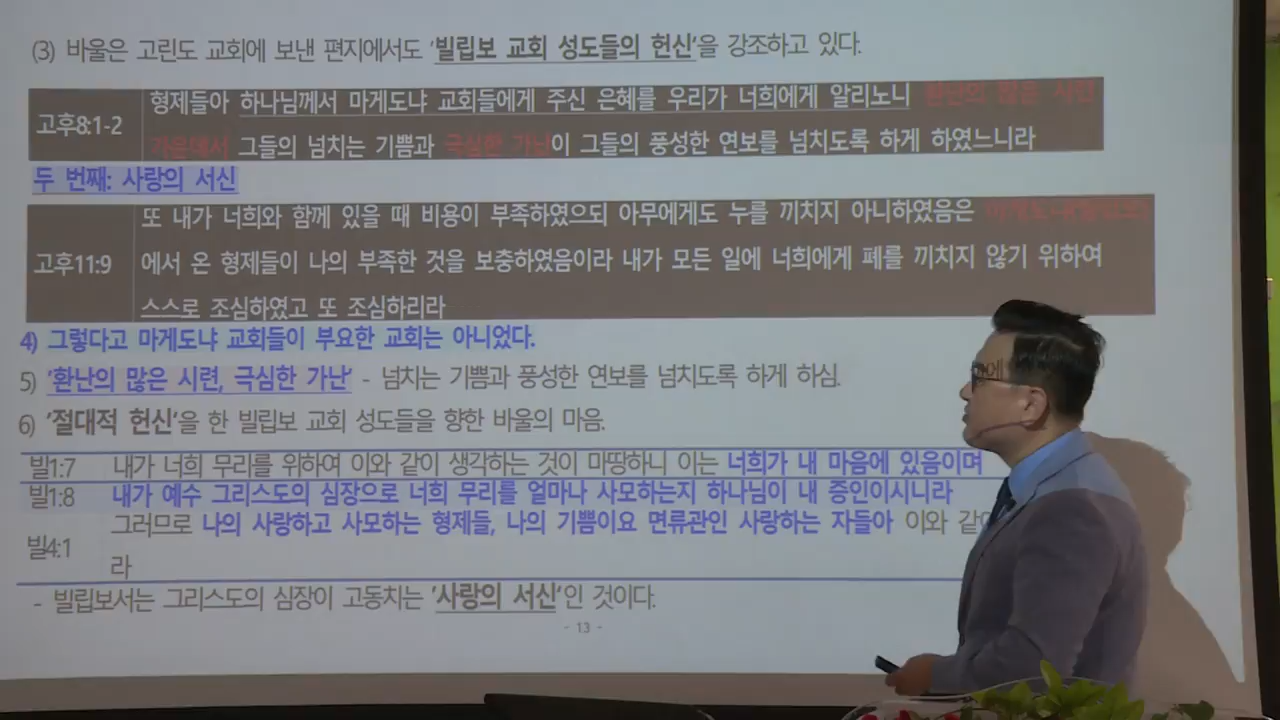 (3) 바울은 고린도 교회에 보낸 편지에서도 '빌립보 교회 성도들의 헌신'을 강조하고 있다.
고후8:1-2
형제들아 하나님께서 마게도냐 교회들에게 주신 은혜를 우리가 너희에게 알리노니 환난의 많은 시련
가운데서 그들의 넘치는 기쁨과 극심한 가난이 그들의 풍성한 연보를 넘치도록 하게 하였느니라
두 번째: 사랑의 서신
고후11:9
또 내가 너희와 함께 있을 때 비용이 부족하였으되 아무에게도 누를 끼치지 아니하였음은
에서 온 형제들이 나의 부족한 것을 보충하였음이라 내가 모든 일에 너희에게 폐를 끼치지 않기 위하여
스스로 조심하였고 또 조심하리라
4) 그렇다고 마게도냐 교회들이 부요한 교회는 아니었다.
5) '환난의 많은 시련, 극심한 가난' - 넘치는 기쁨과 풍성한 연보를 넘치도록 하게 하심.
6) '절대적 헌신'을 한 빌립보 교회 성도들을 향한 바울의 마음.
빌1:7 내가 너희 무리를 위하여 이와 같이 생각하는 것이 마땅하니 이는 너희가 내 마음에 있음이며
빌1:8 내가 예수 그리스도의 심장으로 너희 무리를 얼마나 사모하는지 하나님이 내 증인이시니라
빌4:1
그러므로 나의 사랑하고 사모하는 형제들, 나의 기쁨이요 면류관인 사랑하는 자들아 이와
라
- 빌립보서는 그리스도의 심장이 고동치는 '사랑의 서신'인 것이다.
- 13 -